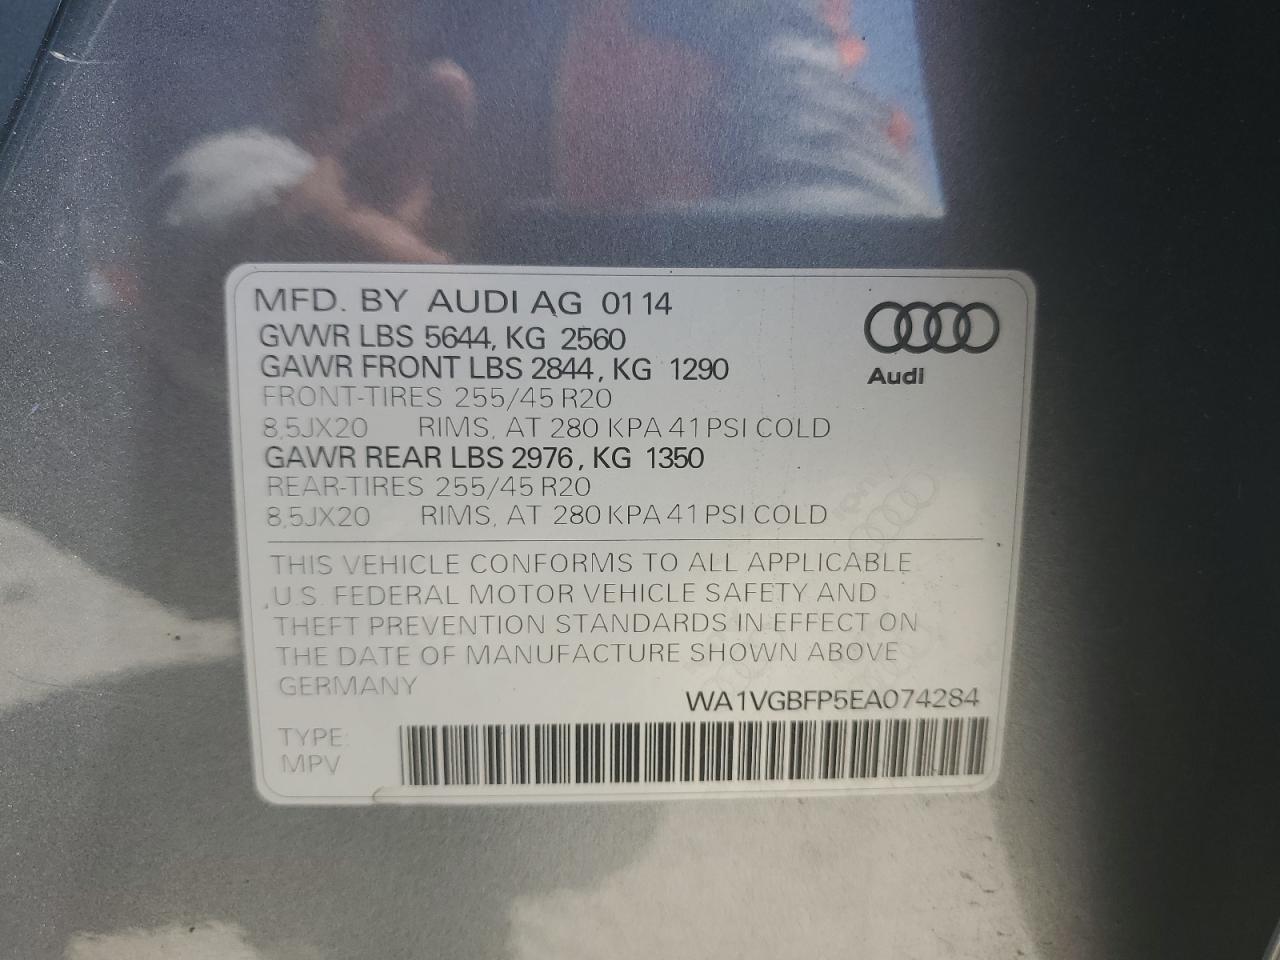 MFD. BY AUDI AG 01 14
GVWR LBS 5644, KG 2560
GAWR FRONT LBS 2844, KG 1290
FRONT-TIRES 255/45 R20
8,5JX20 RIMS, AT 280 KPA 41 PSI COLD
GAWR REAR LBS 2976, KG 1350
REAR-TIRES 255/45 R20
8,5JX20 RIMS, AT 280 KPA 41 PSI COLD
Audi
THIS VEHICLE CONFORMS TO ALL APPLICABLE
U.S. FEDERAL MOTOR VEHICLE SAFETY AND
THEFT PREVENTION STANDARDS IN EFFECT ON
THE DATE OF MANUFACTURE SHOWN ABOVE
GERMANY
WA1VGBFP5EA074284
TYPE:
MPV